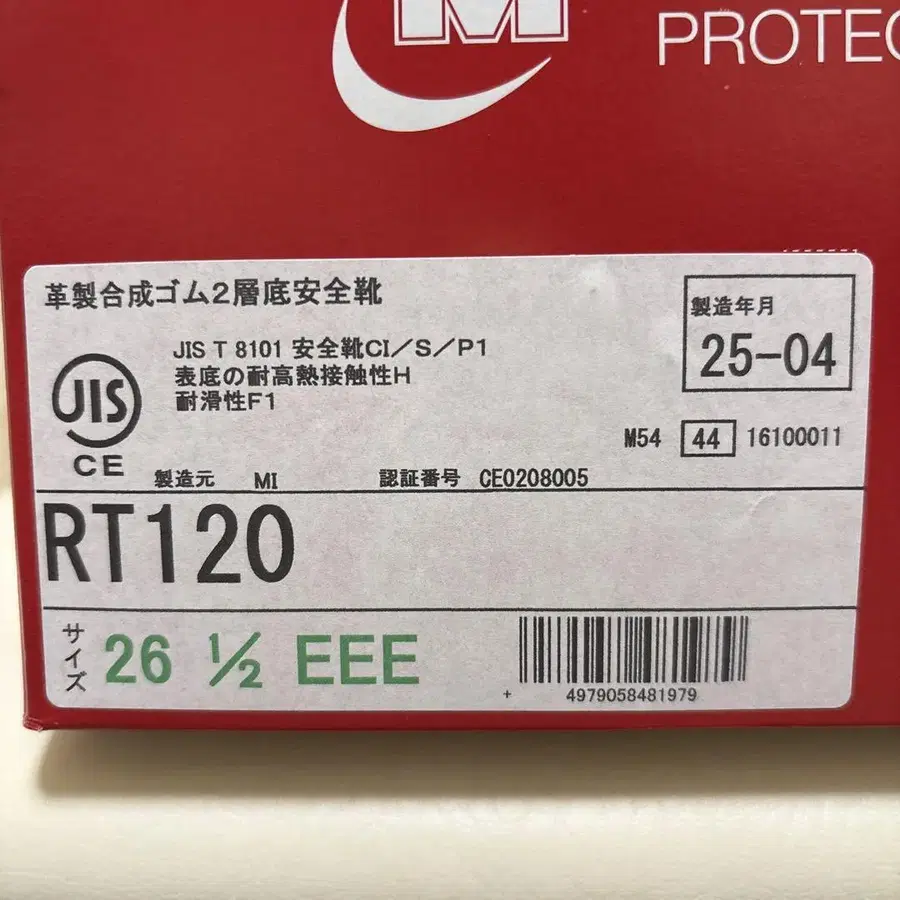 M
PROTEC
革製合成ゴム2層底安全靴
製造年月
25-04
JIS T 8101 安全靴CI/S/P1
表底の耐高熱接触性H
耐滑性F1
JIS
CE
M54 44 16100011
製造元 MI 認証番号 CE0208005
RT120
サイズ 26 ½ EEE
+ 4979058481979